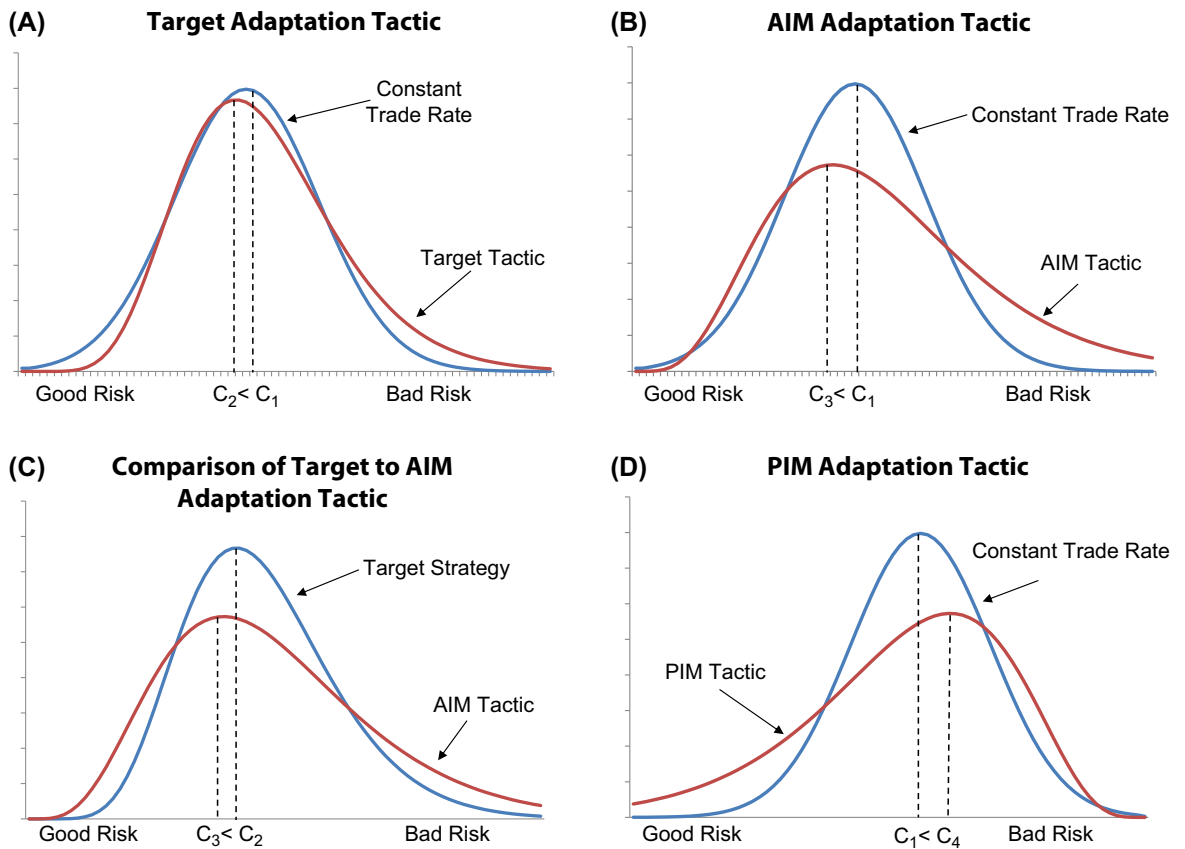 (A)
Target Adaptation Tactic
Constant
Trade Rate
Target Tactic
Good Risk
C₂< C₁
Bad Risk
(B)
AIM Adaptation Tactic
Constant Trade Rate
AIM Tactic
Good Risk
C₃< C₁
Bad Risk
(C)
Comparison of Target to AIM
Adaptation Tactic
Target Strategy
AIM Tactic
Good Risk
C₃< C₂
Bad Risk
(D)
PIM Adaptation Tactic
Constant Trade Rate
PIM Tactic
Good Risk
C₁< C₄
Bad Risk